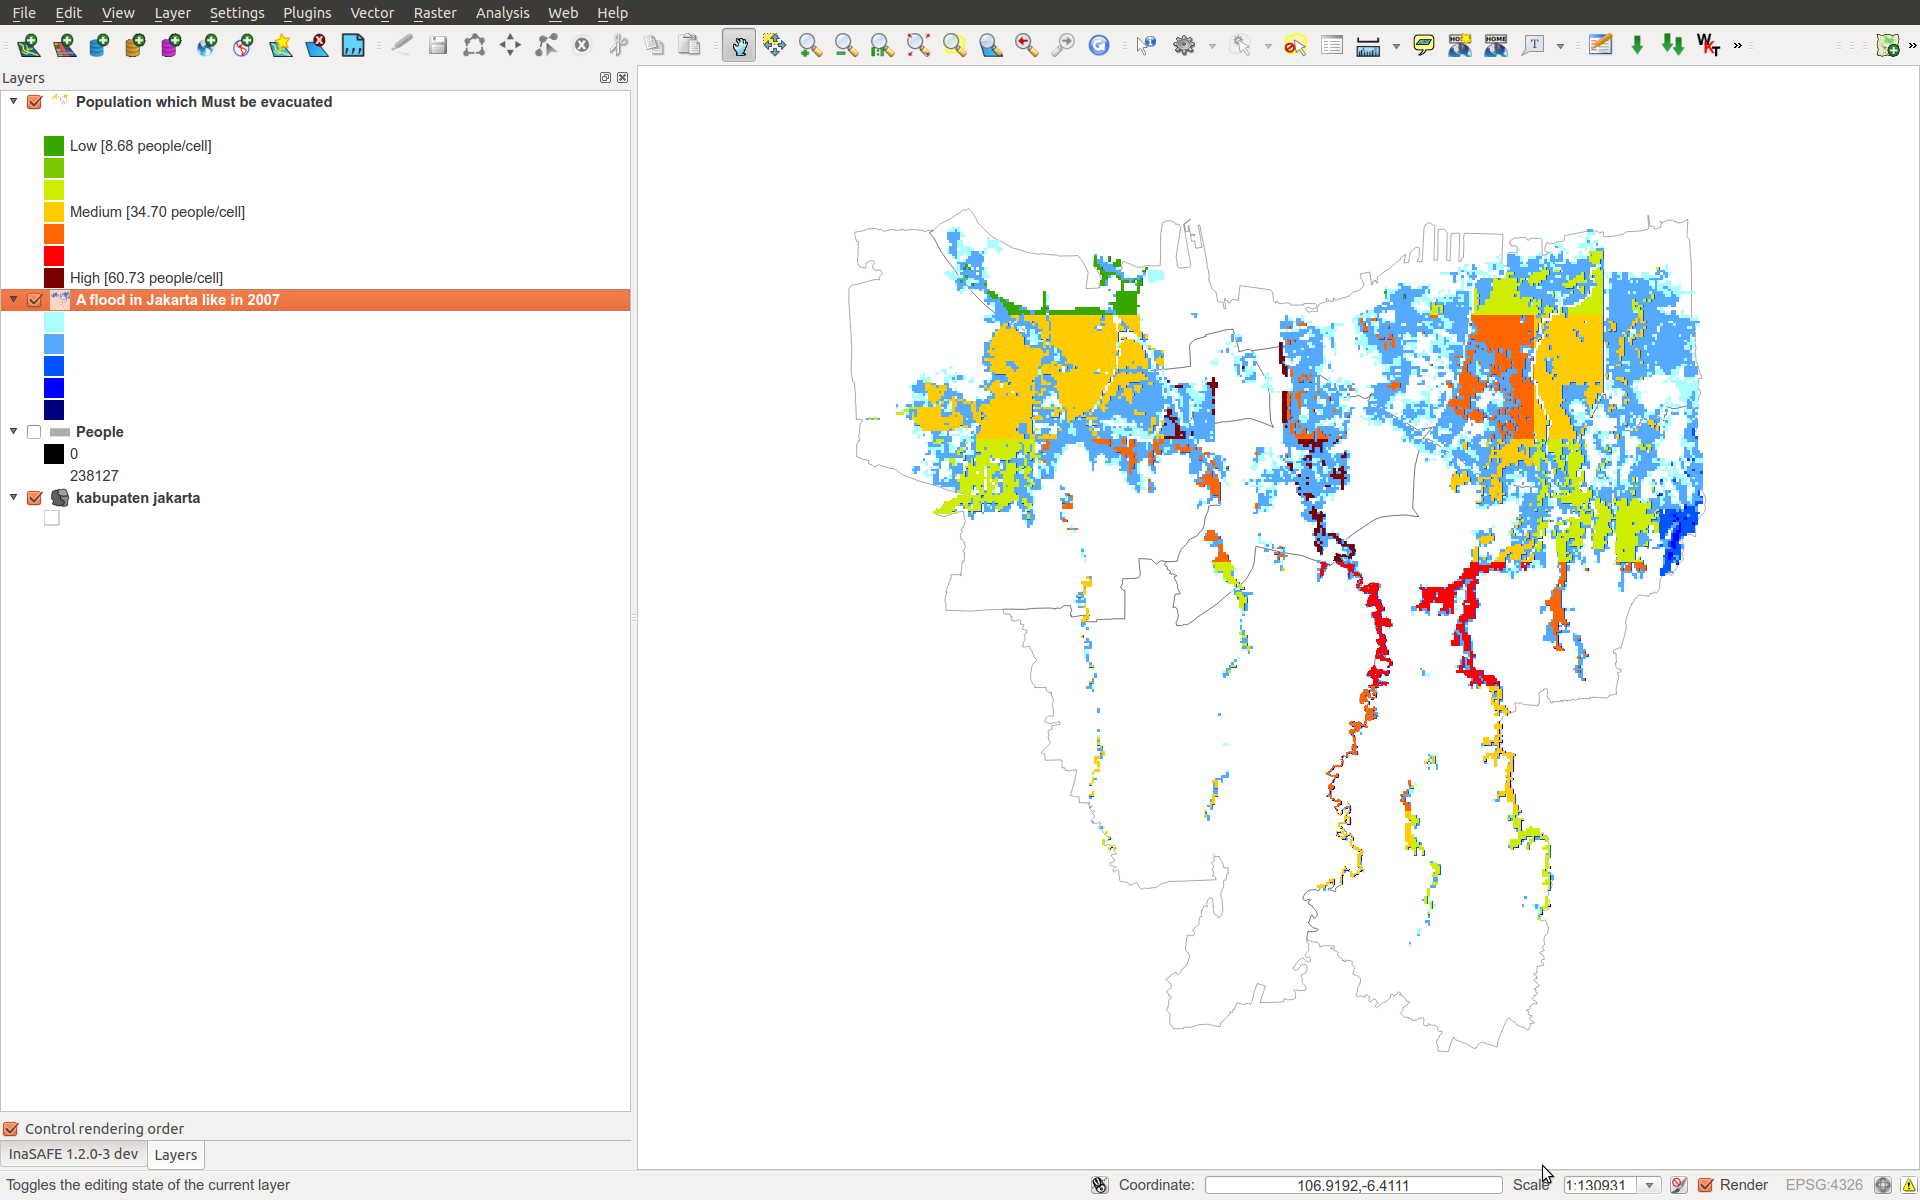 File Edit View Layer Settings Plugins Vector Raster Analysis Web Help
Layers
Population which Must be evacuated
Low [8.68 people/cell]
Medium [34.70 people/cell]
High [60.73 people/cell]
A flood in Jakarta like in 2007
People
0
238127
kabupaten jakarta
Control rendering order
InaSAFE 1.2.0-3 dev Layers
Toggles the editing state of the current layer Coordinate: 106.9192,-6.4111 Scale 1:130931 Render EPSG:4326